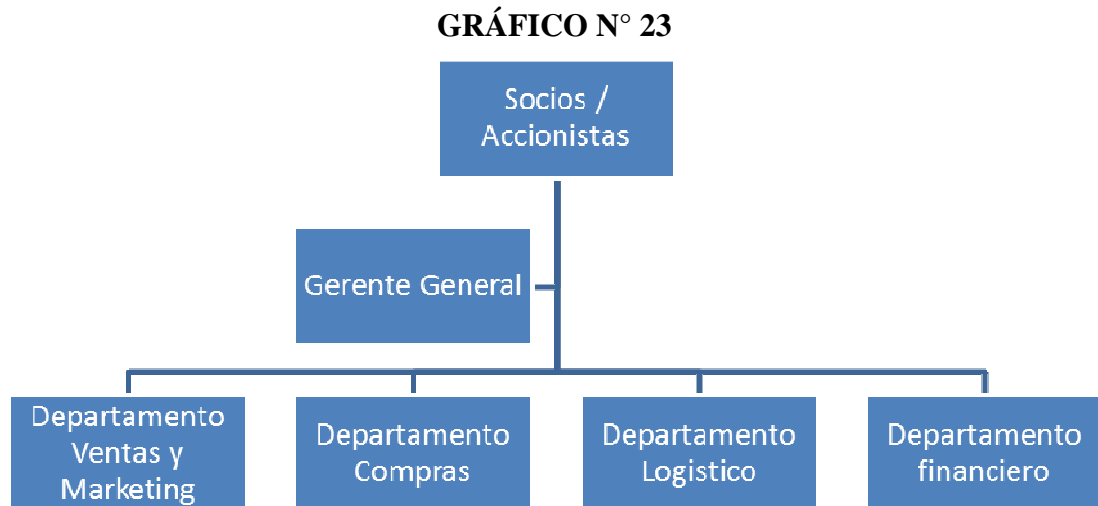 GRÁFICO N° 23
Socios /
Accionistas
Gerente General
Departamento
Ventas y
Marketing
Departamento
Compras
Departamento
Logistico
Departamento
financiero